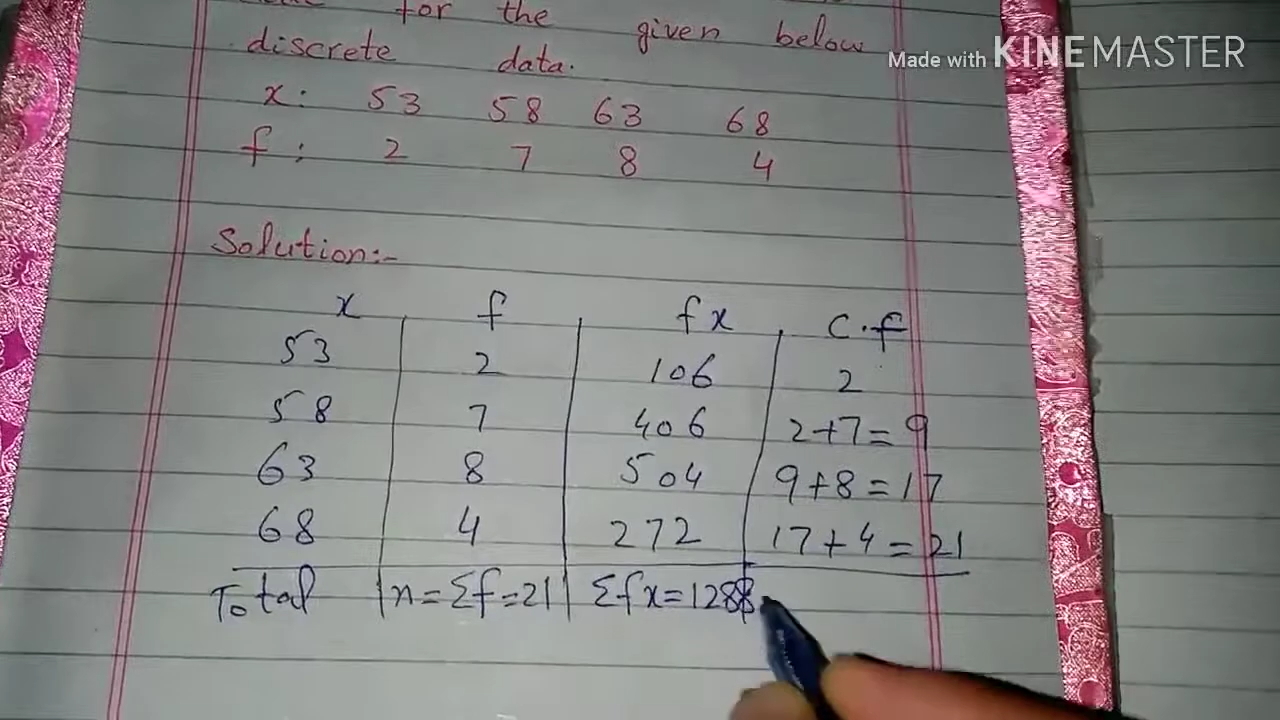 for the given below
discrete data.
Made with KINEMASTER
x: 53 58 63 68
f: 2 7 8 4
Solution:-
x f fx C.f
53 2 106 2
58 7 406 2+7=9
63 8 504 9+8=17
68 4 272 17+4=21
Total n=Σf=21 Σfx=1288